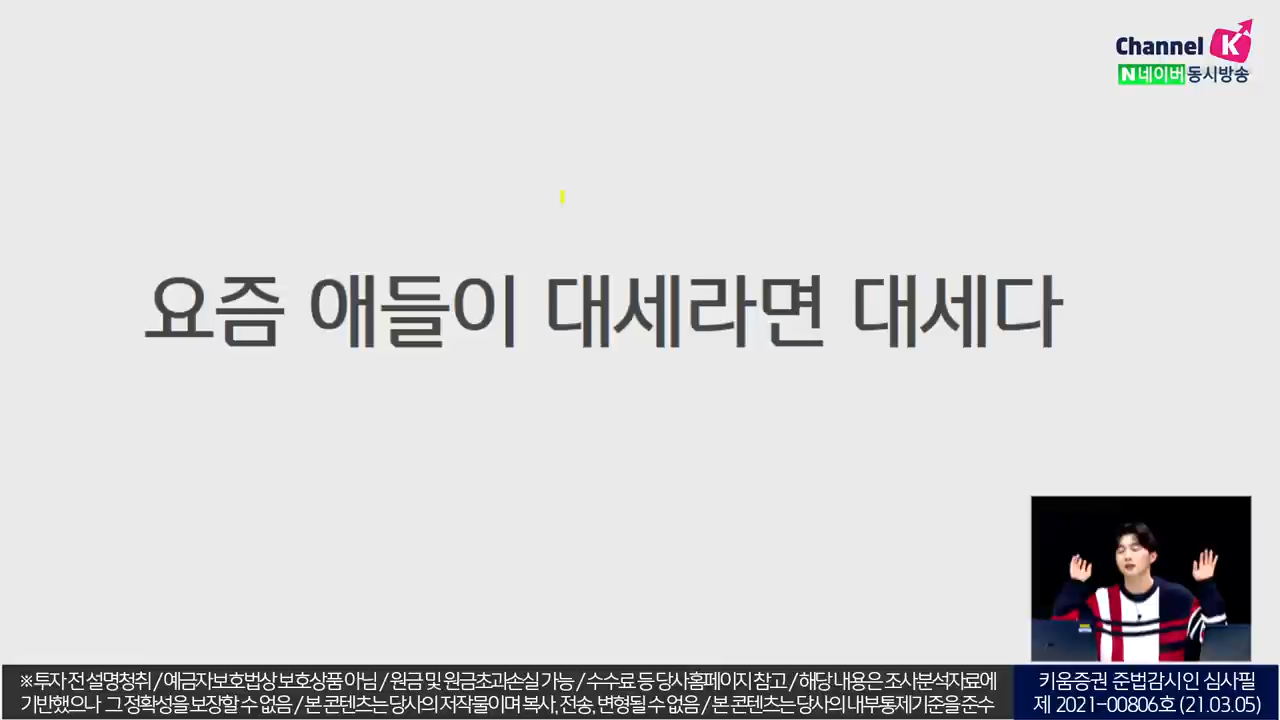 Channel K
N 네이버 동시방송
요즘 애들이 대세라면 대세다
※ 투자 전 설명청취 / 예금자보호법상 보호상품 아님 / 원금 및 원금초과손실 가능 / 수수료 등 당사홈페이지 참고 / 해당 내용은 조사분석자료에
기반했으나 그 정확성을 보장할 수 없음 / 본 콘텐츠는 당사의 저작물이며 복사, 전송, 변형될 수 없음 / 본 콘텐츠는 당사의 내부통제기준을 준수
키움증권 준법감시인 심사필
제 2021-00806호 (21.03.05)